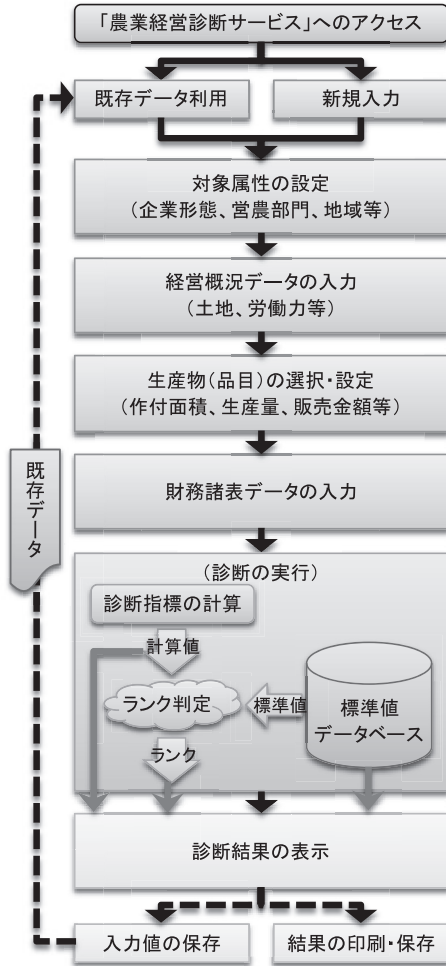 「農業経営診断サービス」へのアクセス
既存データ利用
新規入力
対象属性の設定
(企業形態、営農部門、地域等)
経営概況データの入力
(土地、労働力等)
生産物(品目)の選択・設定
(作付面積、生産量、販売金額等)
既存データ
財務諸表データの入力
(診断の実行)
診断指標の計算
計算値
ランク判定
標準値
標準値
データベース
ランク
診断結果の表示
入力値の保存
結果の印刷・保存